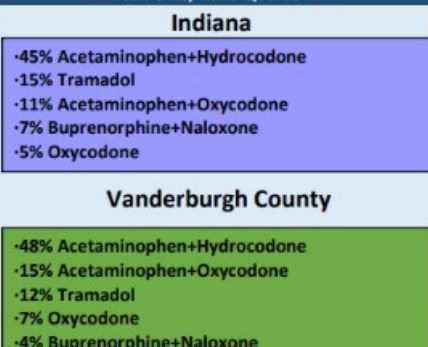 Indiana
·45% Acetaminophen+Hydrocodone
·15% Tramadol
·11% Acetaminophen+Oxycodone
·7% Buprenorphine+Naloxone
·5% Oxycodone
Vanderburgh County
·48% Acetaminophen+Hydrocodone
·15% Acetaminophen+Oxycodone
·12% Tramadol
·7% Oxycodone
·4% Buprenorphine+Naloxone